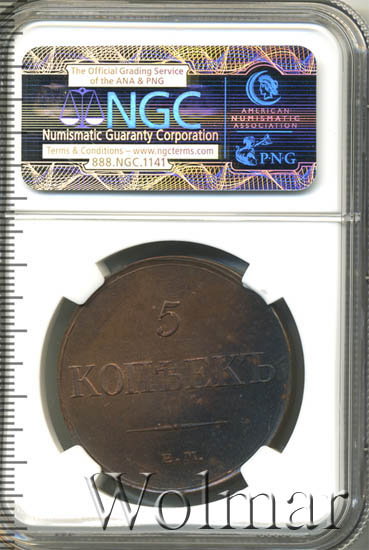 The Official Grading Service
of the ANA & PNG
NGC
Numismatic Guaranty Corporation
Terms & Conditions – www.ngcterms.com
888.NGC.1141
AMERICAN
NUMISMATIC
ASSOCIATION
PNG
5
КОПѢЕКЪ
Е.М.
Wolmar